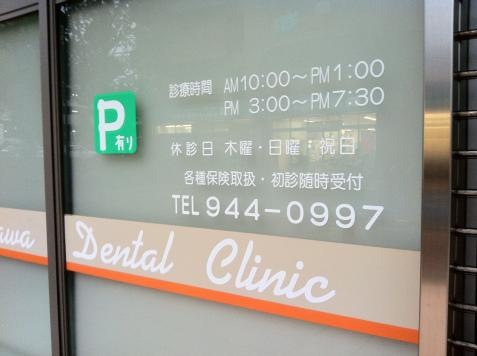 診療時間 AM10:00～PM1:00
PM 3:00～PM7:30
P
有り
休診日 木曜・日曜・祝日
各種保険取扱・初診随時受付
TEL 944-0997
awa Dental Clinic